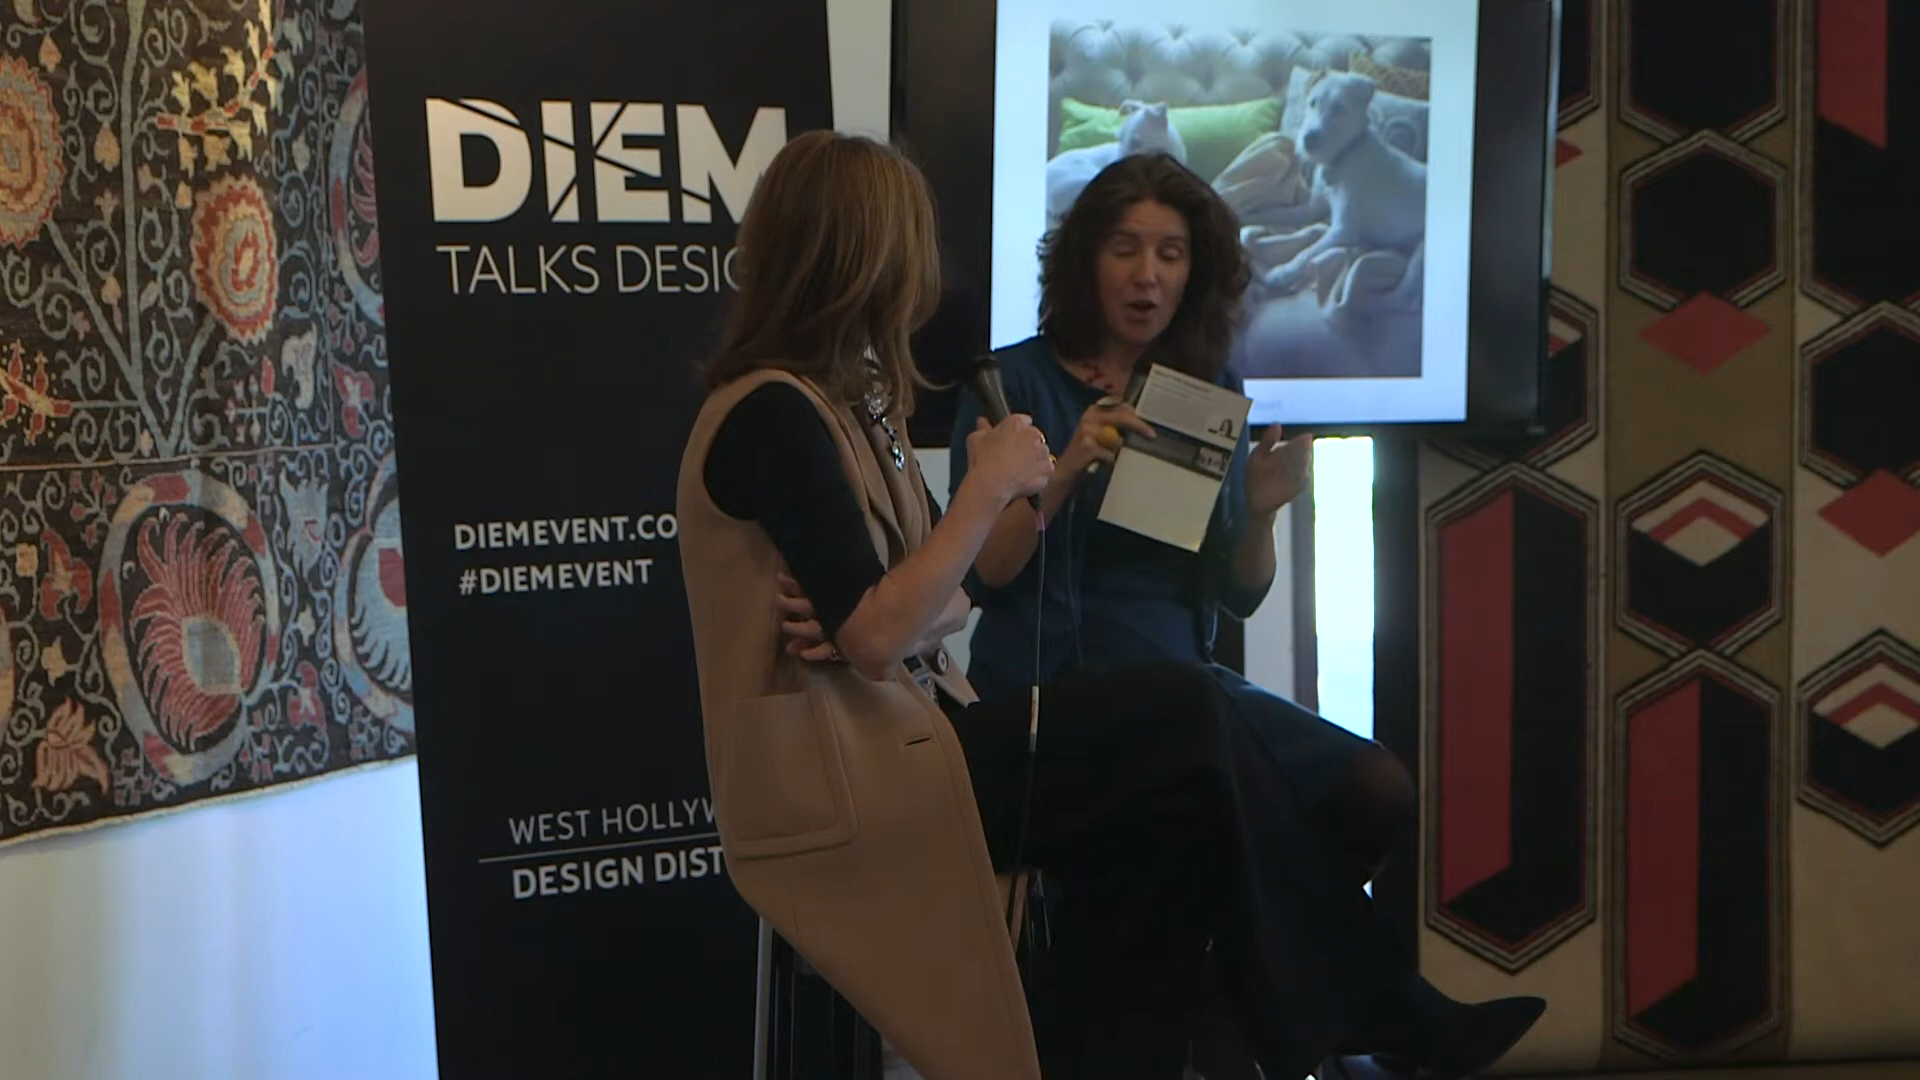 DIEM
TALKS DESIG
DIEMEVENT.CO
#DIEMEVENT
WEST HOLLYW
DESIGN DIST